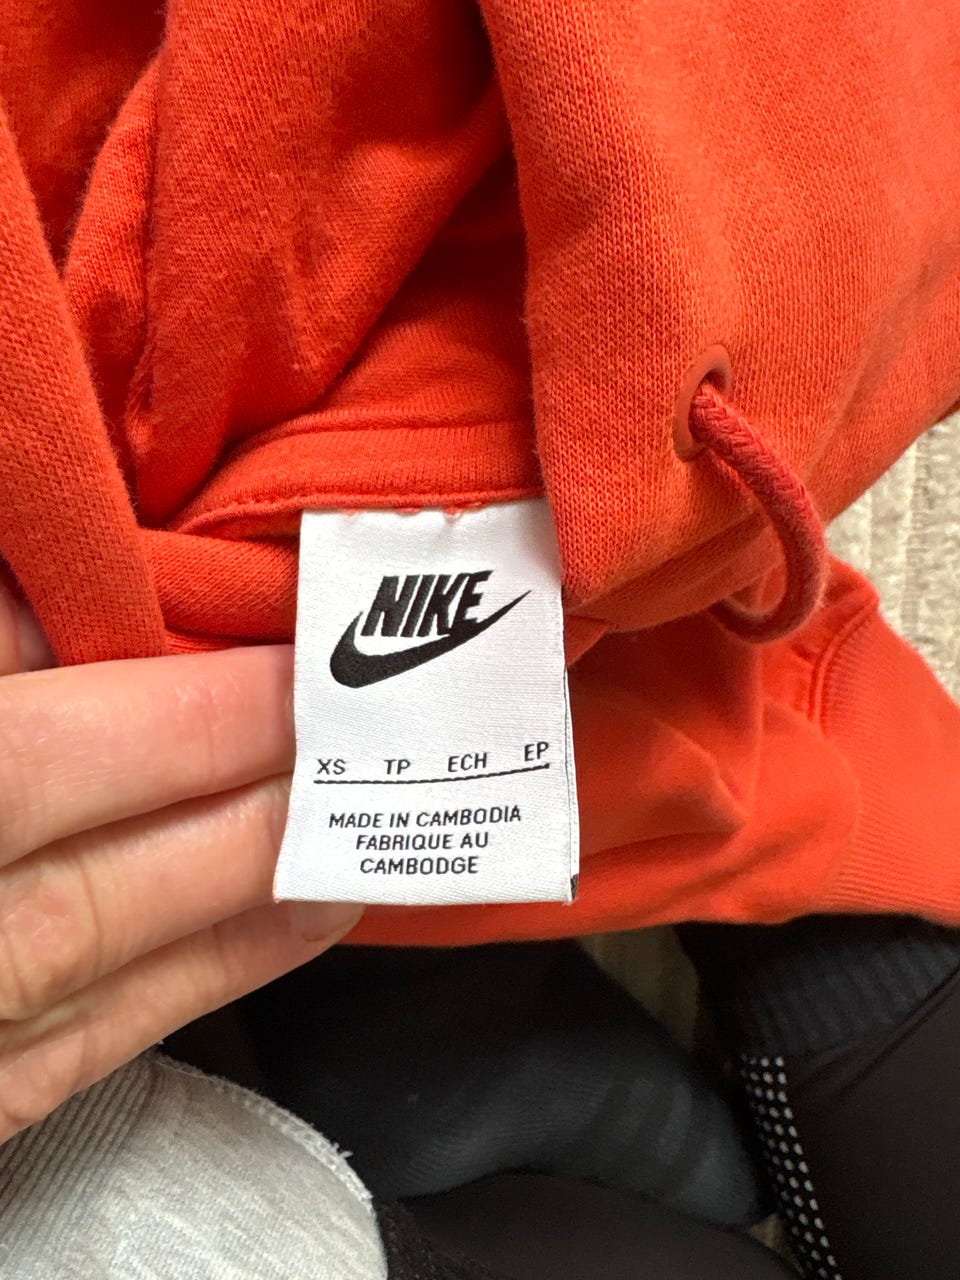 NIKE
XS TP ECH EP
MADE IN CAMBODIA
FABRIQUE AU
CAMBODGE